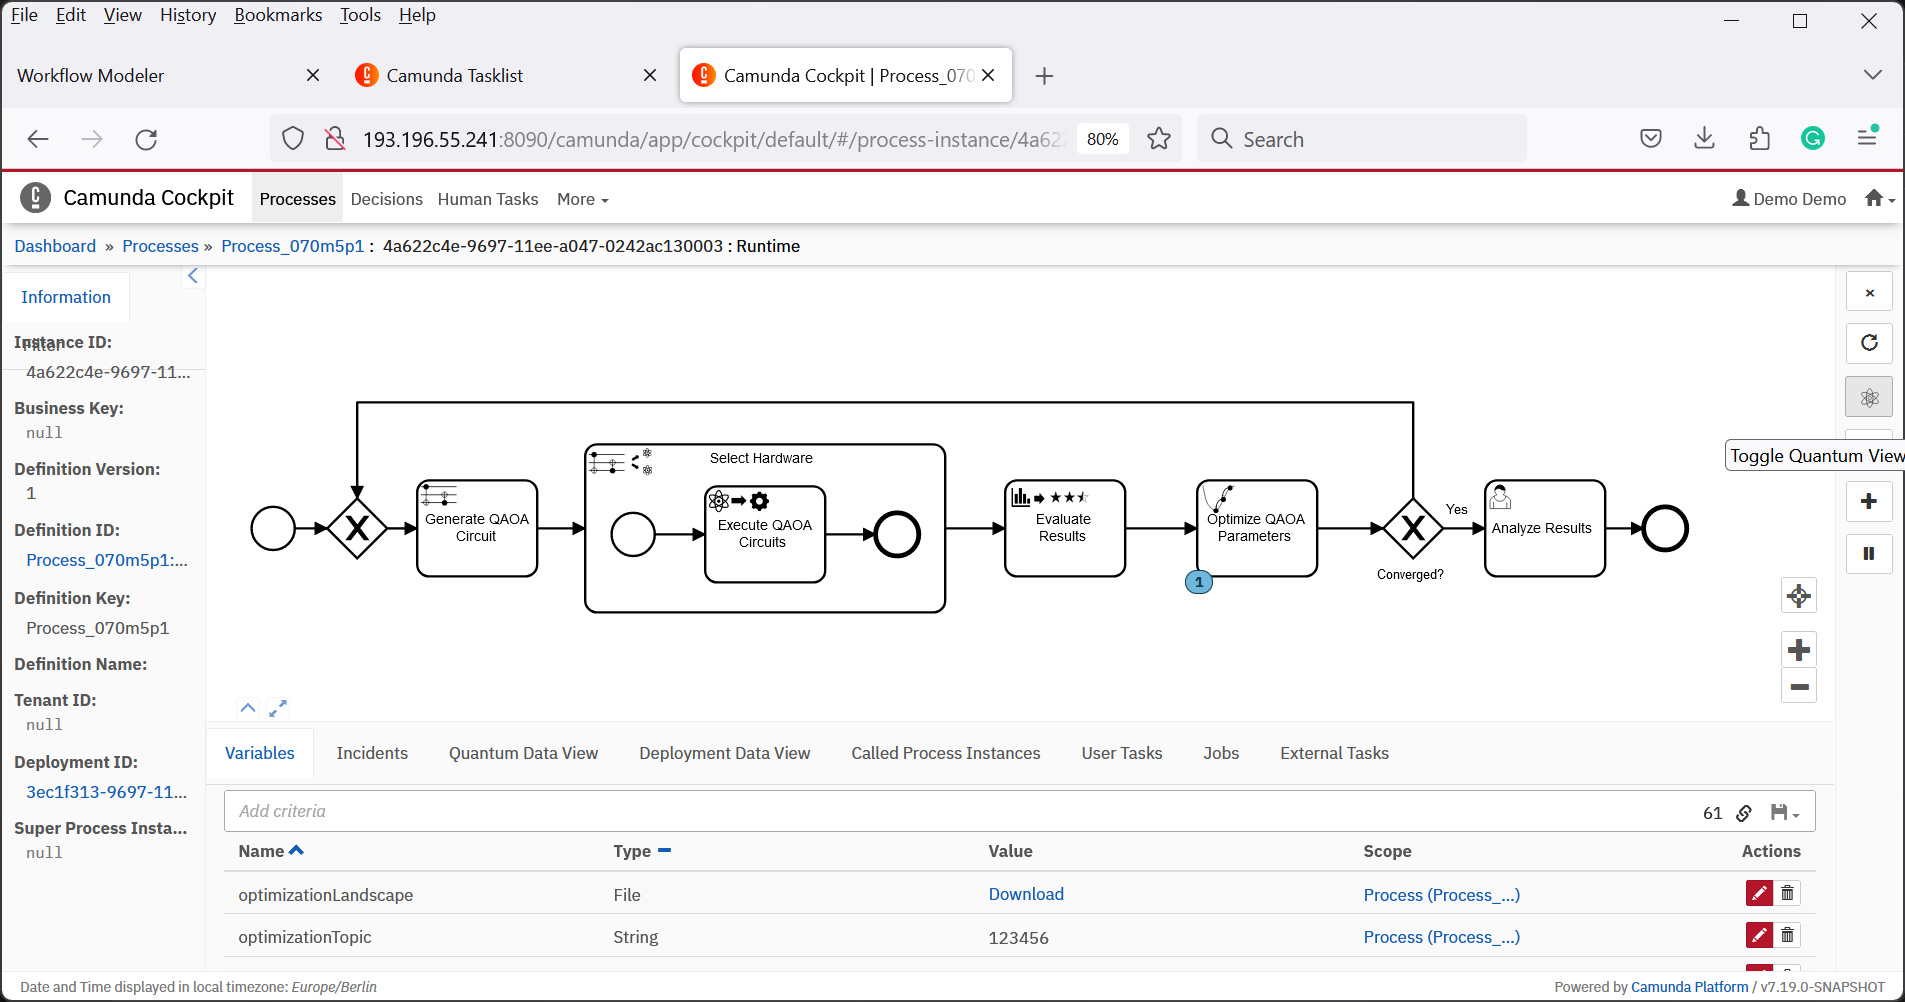 File Edit View History Bookmarks Tools Help
Workflow Modeler
Camunda Tasklist
Camunda Cockpit | Process_070
193.196.55.241:8090/camunda/app/cockpit/default/#/process-instance/4a622
80%
Search
Camunda Cockpit
Processes Decisions Human Tasks More
Demo Demo
Dashboard » Processes » Process_070m5p1 : 4a622c4e-9697-11ee-a047-0242ac130003 : Runtime
Information
Filter
Instance ID:
4a622c4e-9697-11...
Business Key:
null
Definition Version:
1
Definition ID:
Process_070m5p1:...
Definition Key:
Process_070m5p1
Definition Name:
Tenant ID:
null
Deployment ID:
3ec1f313-9697-11...
Super Process Insta...
null
Generate QAOA
Circuit
Select Hardware
Execute QAOA
Circuits
Evaluate
Results
Optimize QAOA
Parameters
1
Converged?
Yes
Analyze Results
Toggle Quantum View
Variables Incidents Quantum Data View Deployment Data View Called Process Instances User Tasks Jobs External Tasks
Add criteria
61
Name Type Value Scope Actions
optimizationLandscape File Download Process (Process_...)
optimizationTopic String 123456 Process (Process_...)
Date and Time displayed in local timezone: Europe/Berlin
Powered by Camunda Platform / v7.19.0-SNAPSHOT